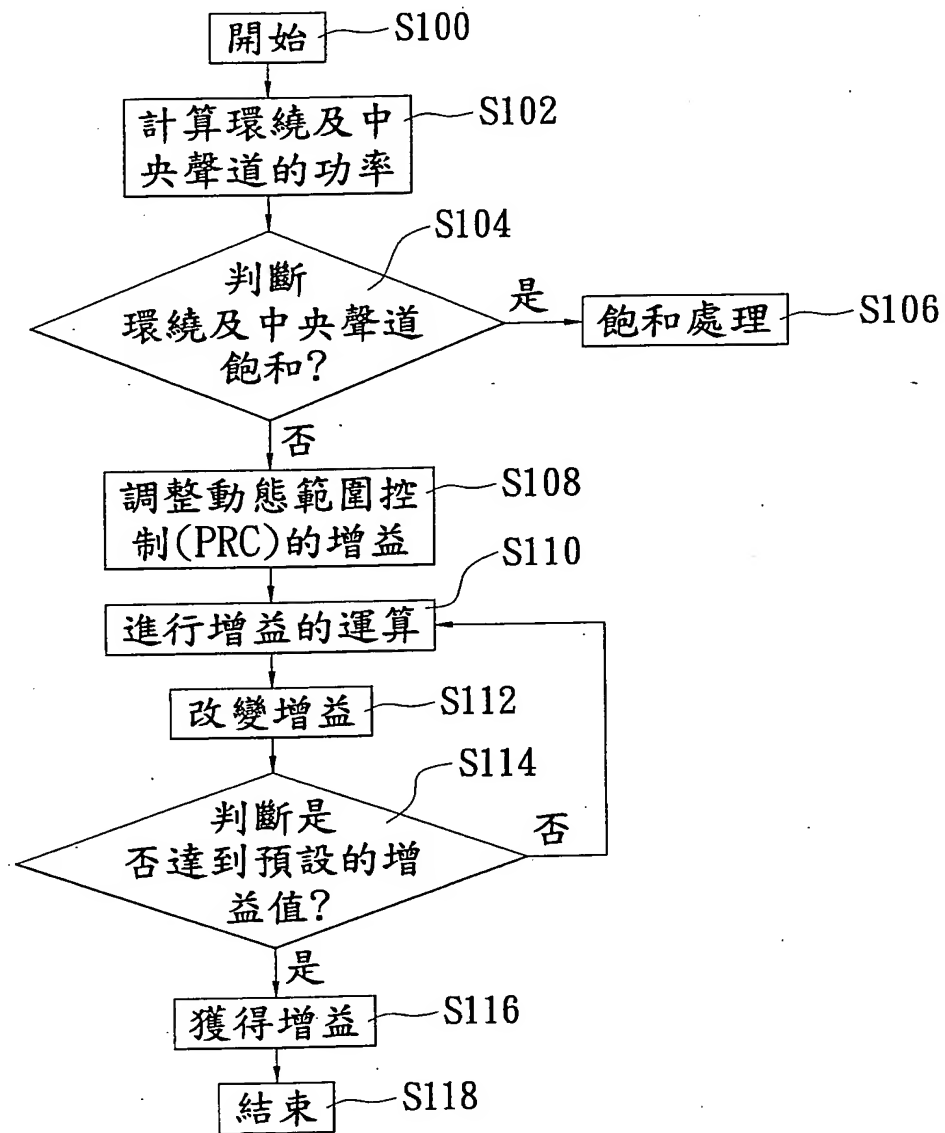 開始
S100
計算環繞及中
央聲道的功率
S102
S104
判斷
環繞及中央聲道
飽和?
是
飽和處理
S106
否
調整動態範圍控
制(PRC)的增益
S108
S110
進行增益的運算
改變增益
S112
S114
判斷是
否達到預設的增
益值?
否
是
獲得增益
S116
結束
S118